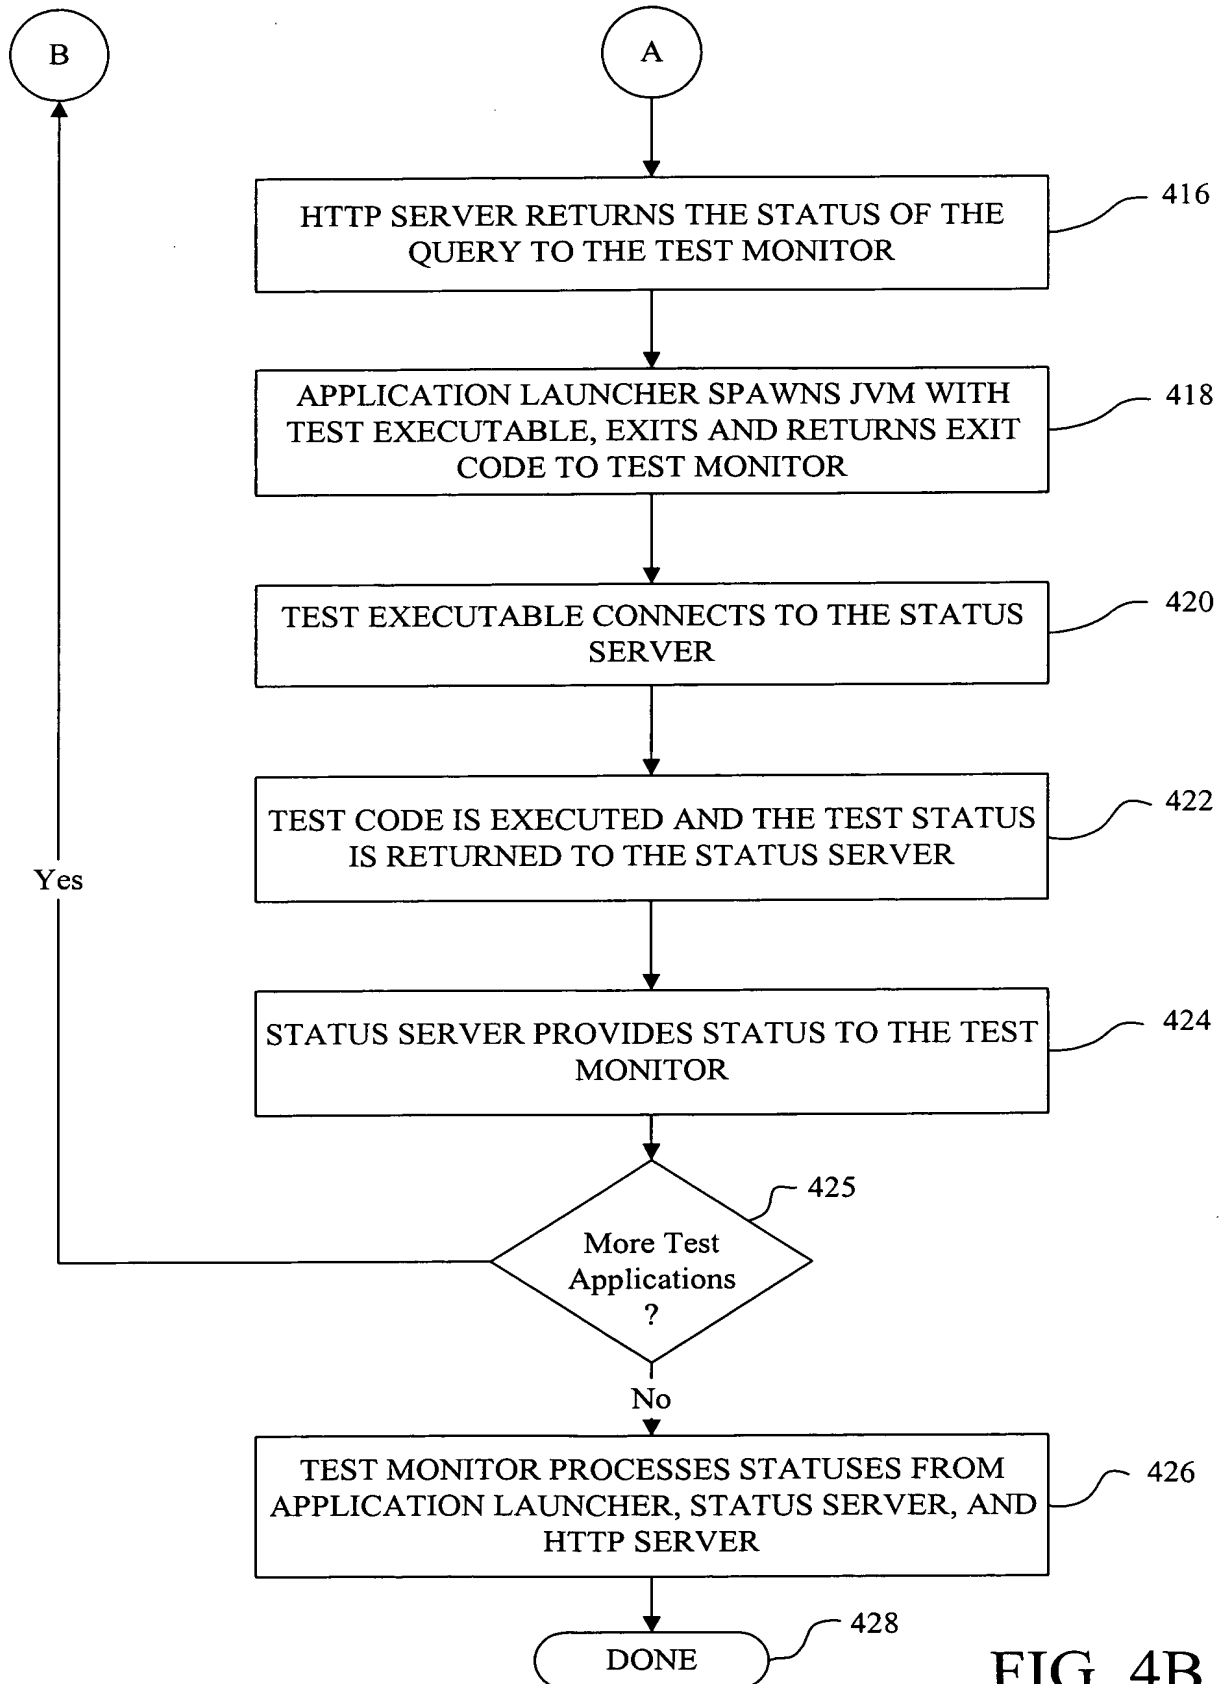 B
A
HTTP SERVER RETURNS THE STATUS OF THE
QUERY TO THE TEST MONITOR
416
APPLICATION LAUNCHER SPAWNS JVM WITH
TEST EXECUTABLE, EXITS AND RETURNS EXIT
CODE TO TEST MONITOR
418
TEST EXECUTABLE CONNECTS TO THE STATUS
SERVER
420
TEST CODE IS EXECUTED AND THE TEST STATUS
IS RETURNED TO THE STATUS SERVER
422
Yes
STATUS SERVER PROVIDES STATUS TO THE TEST
MONITOR
424
425
More Test
Applications
?
No
TEST MONITOR PROCESSES STATUSES FROM
APPLICATION LAUNCHER, STATUS SERVER, AND
HTTP SERVER
426
DONE
428
FIG. 4B